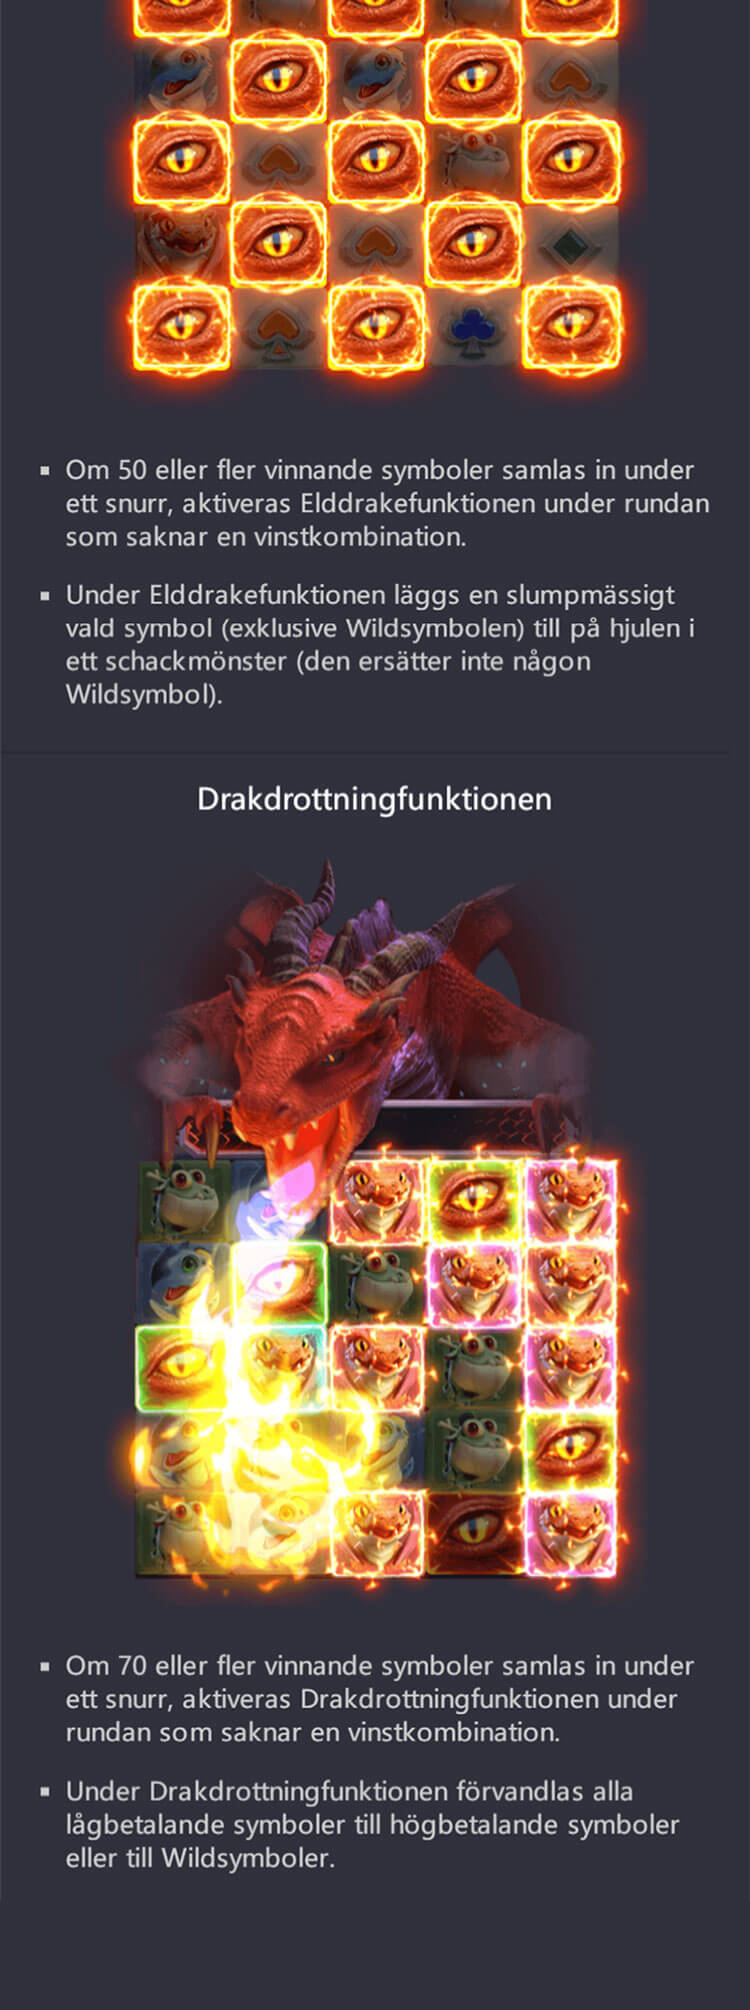 ▪ Om 50 eller fler vinnande symboler samlas in under
ett snurr, aktiveras Elddrakefunktionen under rundan
som saknar en vinstkombination.
▪ Under Elddrakefunktionen läggs en slumpmässigt
vald symbol (exklusive Wildsymbolen) till på hjulen i
ett schackmönster (den ersätter inte någon
Wildsymbol).
Drakdrottningfunktionen
▪ Om 70 eller fler vinnande symboler samlas in under
ett snurr, aktiveras Drakdrottningfunktionen under
rundan som saknar en vinstkombination.
▪ Under Drakdrottningfunktionen förvandlas alla
lågbetalande symboler till högbetalande symboler
eller till Wildsymboler.